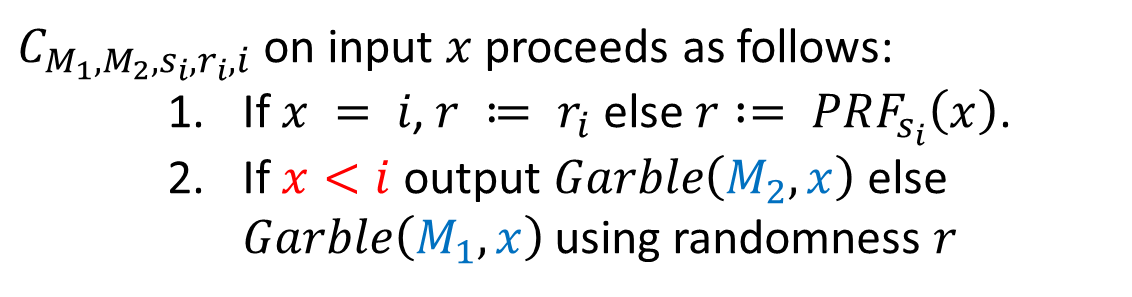 C_{M_1,M_2,s_i,r_i,i} on input x proceeds as follows:
1. If x = i, r := r_i else r := PRF_{s_i}(x).
2. If x < i output Garble(M_2, x) else
Garble(M_1, x) using randomness r